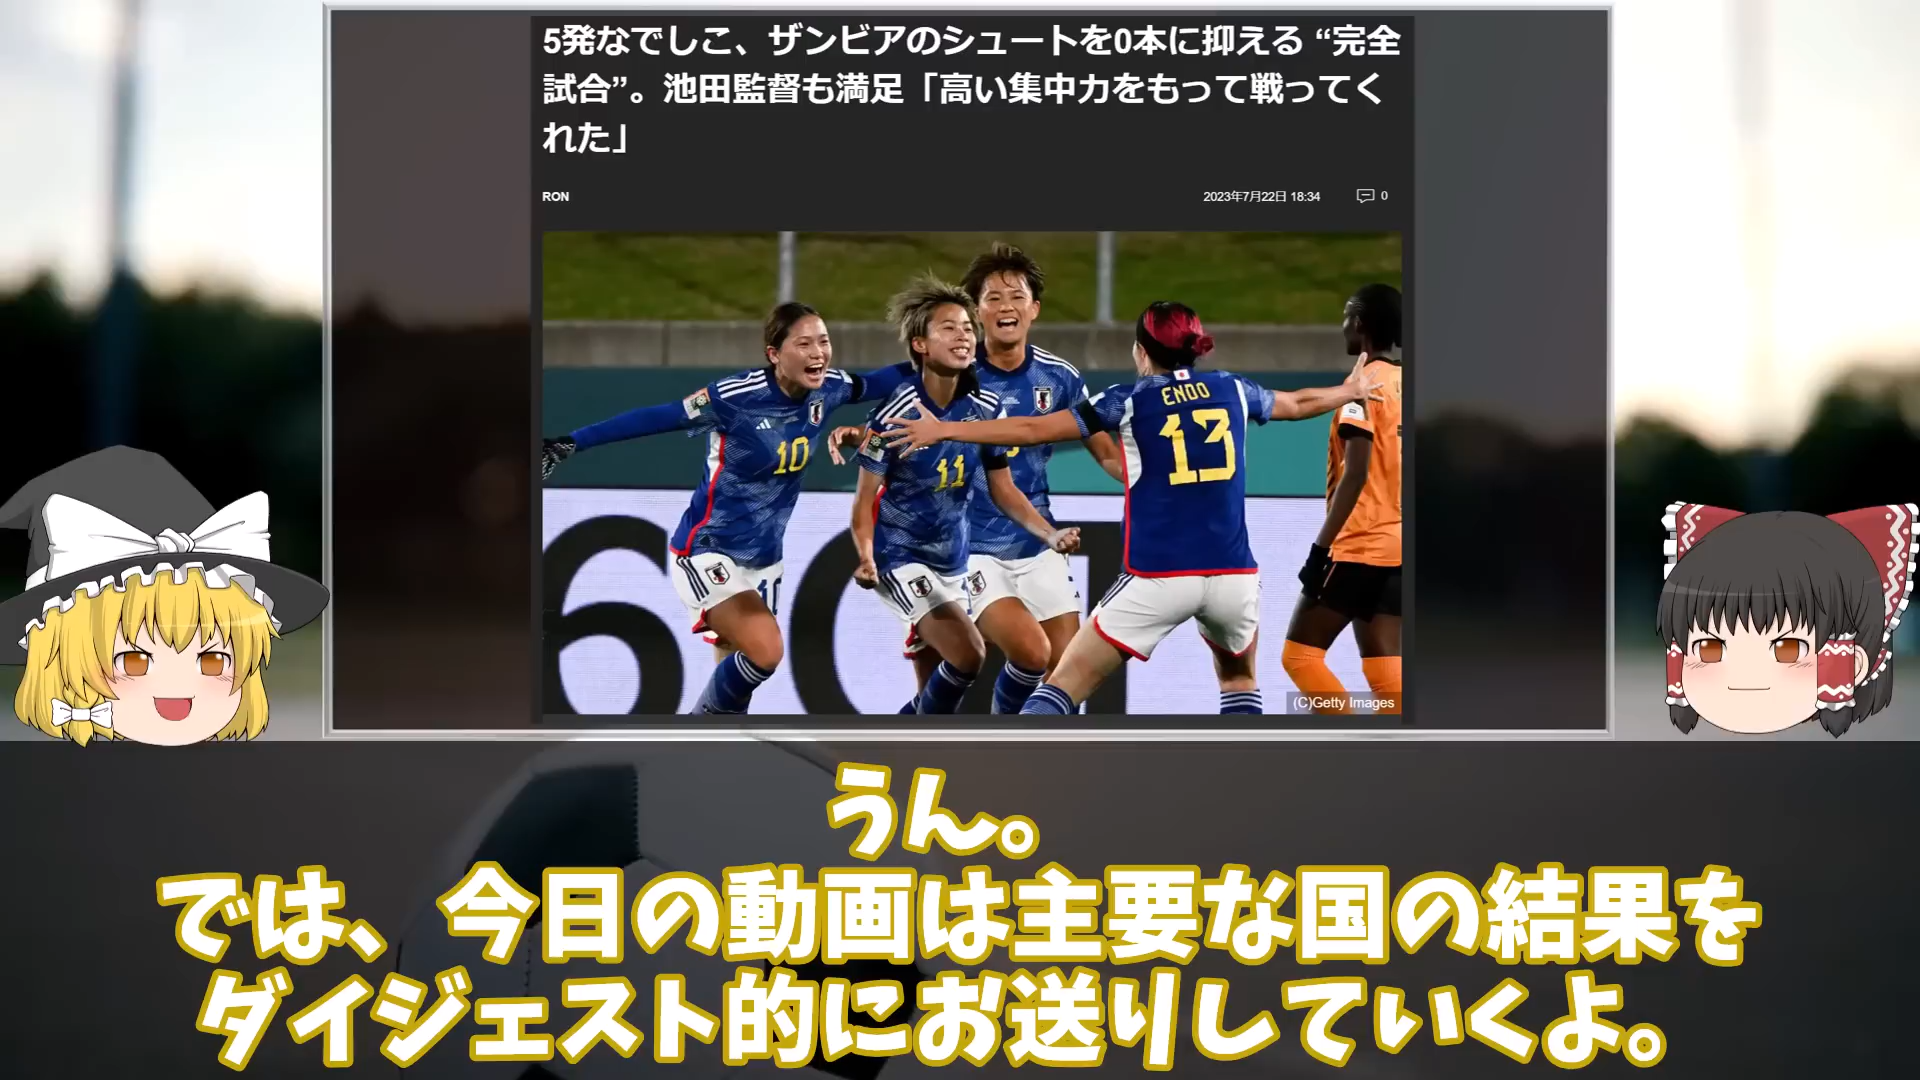 5発なでしこ、ザンビアのシュートを0本に抑える “完全
試合”。池田監督も満足「高い集中力をもって戦ってく
れた」
RON
2023年7月22日 18:34
0
ENDO
13
10
11
10
(C)Getty Images
うん。
では、今日の動画は主要な国の結果を
ダイジェスト的にお送りしていくよ。